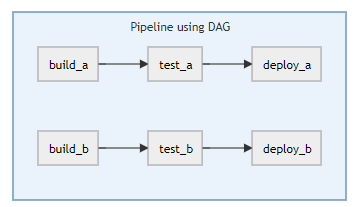 Pipeline using DAG
build_a
test_a
deploy_a
build_b
test_b
deploy_b